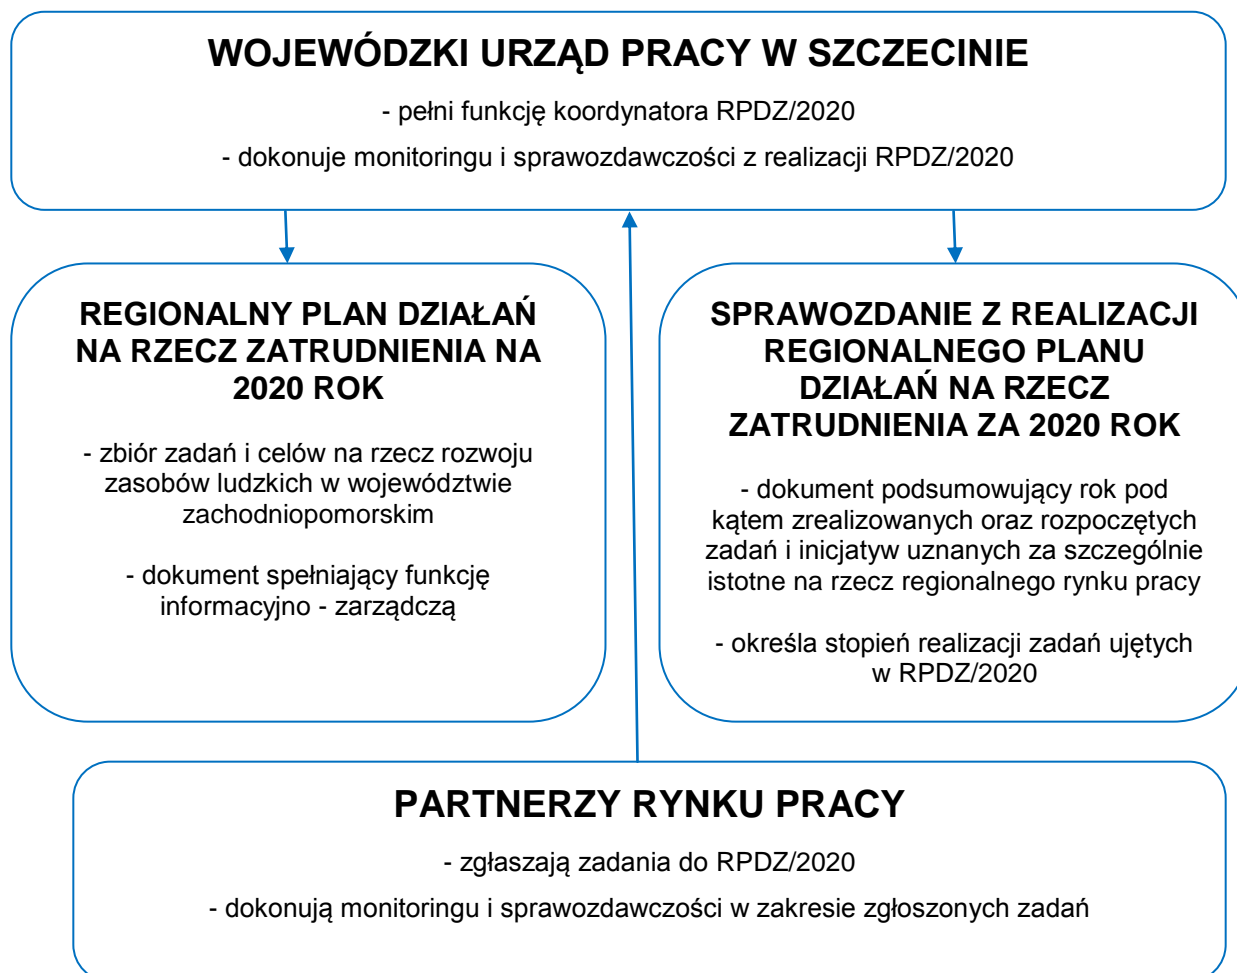 WOJEWÓDZKI URZĄD PRACY W SZCZECINIE
- pełni funkcję koordynatora RPDZ/2020
- dokonuje monitoringu i sprawozdawczości z realizacji RPDZ/2020
REGIONALNY PLAN DZIAŁAŃ
NA RZECZ ZATRUDNIENIA NA
2020 ROK
- zbiór zadań i celów na rzecz rozwoju
zasobów ludzkich w województwie
zachodniopomorskim
- dokument spełniający funkcję
informacyjno - zarządczą
SPRAWOZDANIE Z REALIZACJI
REGIONALNEGO PLANU
DZIAŁAŃ NA RZECZ
ZATRUDNIENIA ZA 2020 ROK
- dokument podsumowujący rok pod
kątem zrealizowanych oraz rozpoczętych
zadań i inicjatyw uznanych za szczególnie
istotne na rzecz regionalnego rynku pracy
- określa stopień realizacji zadań ujętych
w RPDZ/2020
PARTNERZY RYNKU PRACY
- zgłaszają zadania do RPDZ/2020
- dokonują monitoringu i sprawozdawczości w zakresie zgłoszonych zadań